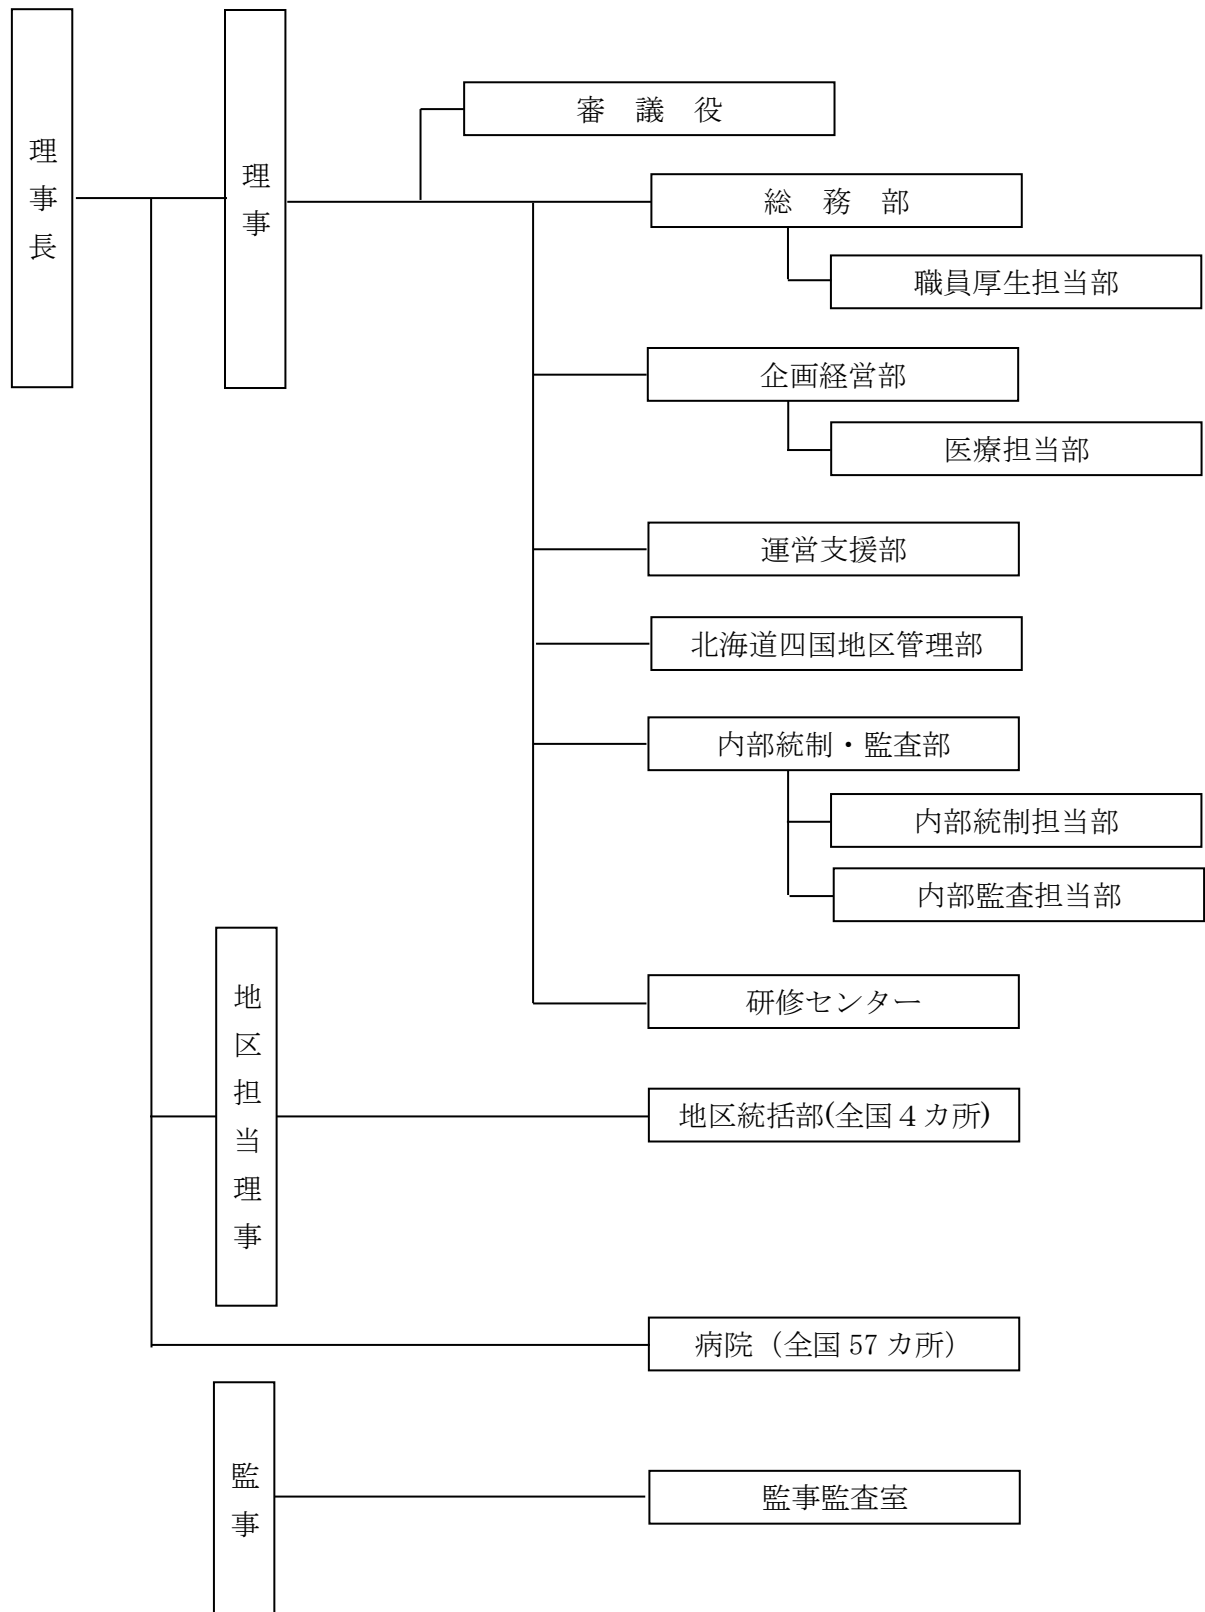 理事長
理事
審　議　役
総　務　部
職員厚生担当部
企画経営部
医療担当部
運営支援部
北海道四国地区管理部
内部統制・監査部
内部統制担当部
内部監査担当部
研修センター
地区担当理事
地区統括部(全国４カ所)
病院（全国 57 カ所）
監事
監事監査室